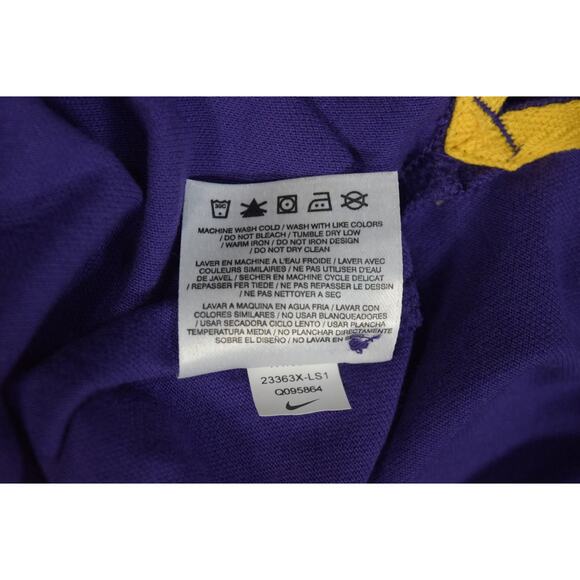 30C
MACHINE WASH COLD / WASH WITH LIKE COLORS
/ DO NOT BLEACH / TUMBLE DRY LOW
/ WARM IRON / DO NOT IRON DESIGN
/ DO NOT DRY CLEAN
LAVER EN MACHINE A L'EAU FROIDE / LAVER AVEC
COULEURS SIMILAIRES / NE PAS UTILISER D'EAU
DE JAVEL / SECHER EN MACHINE CYCLE DELICAT
/ REPASSER FER TIEDE / NE PAS REPASSER LE DESSIN
/ NE PAS NETTOYER A SEC
LAVAR A MAQUINA EN AGUA FRIA / LAVAR CON
COLORES SIMILARES / NO USAR BLANQUEADORES
/ USAR SECADORA CICLO LENTO / USAR PLANCHA
TEMPERATURA MEDIA / NO PLANCHAR DIRECTAMENTE
SOBRE EL DISEÑO / NO LAVAR EN
23363X-LS1
Q095864